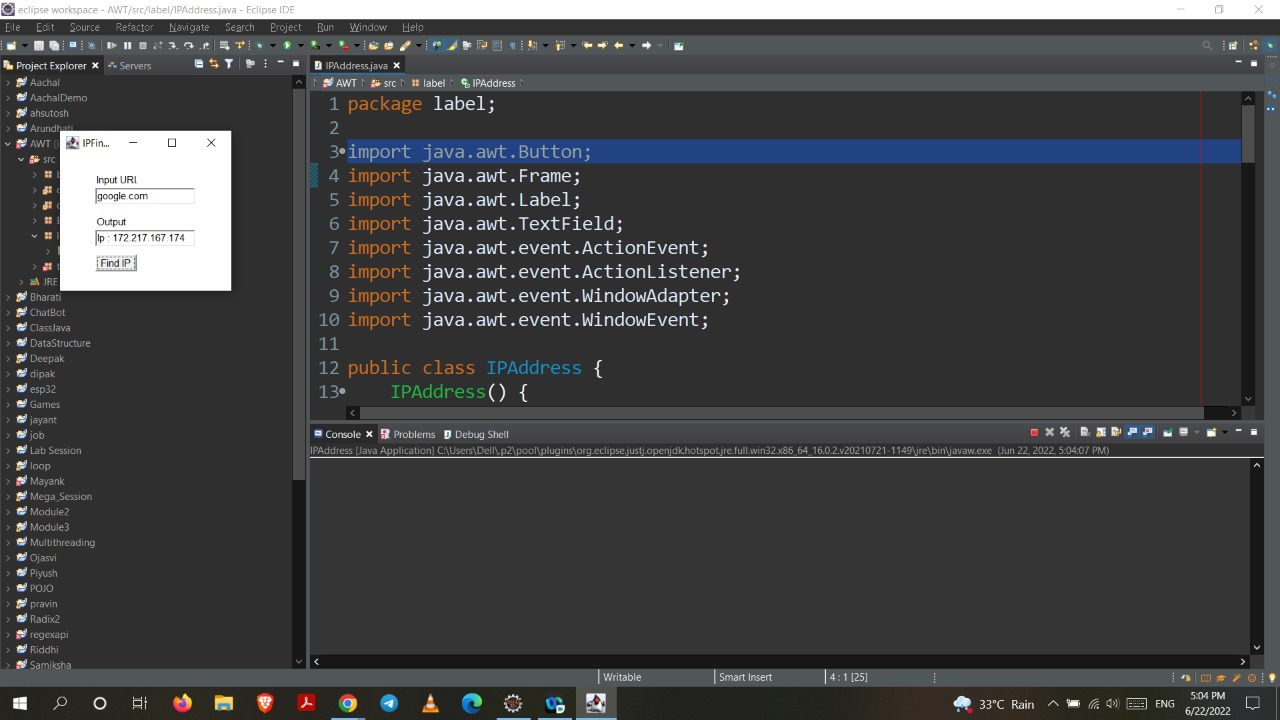 eclipse workspace - AWT/src/label/IPAddress.java - Eclipse IDE
File Edit Source Refactor Navigate Search Project Run Window Help
Project Explorer Servers
Aachal
AachalDemo
ahsutosh
Arundhati
AWT
src
JRE
Bharati
ChatBot
ClassJava
DataStructure
Deepak
dipak
esp32
Games
jayant
job
Lab Session
loop
Mayank
Mega_Session
Module2
Module3
Multithreading
Ojasvi
Piyush
POJO
pravin
Radix2
regexapi
Riddhi
Samiksha
IPFin...
Input URL
google.com
Output
Ip : 172.217.167.174
Find IP
IPAddress.java
AWT src label IPAddress
1 package label;
2
3 import java.awt.Button;
4 import java.awt.Frame;
5 import java.awt.Label;
6 import java.awt.TextField;
7 import java.awt.event.ActionEvent;
8 import java.awt.event.ActionListener;
9 import java.awt.event.WindowAdapter;
10 import java.awt.event.WindowEvent;
11
12 public class IPAddress {
13 IPAddress() {
Console Problems Debug Shell
IPAddress [Java Application] C:\Users\Dell\.p2\pool\plugins\org.eclipse.justj.openjdk.hotspot.jre.full.win32.x86_64_16.0.2.v20210721-1149\jre\bin\javaw.exe (Jun 22, 2022, 5:04:07 PM)
Writable Smart Insert 4 : 1 [25]
33°C Rain ENG 5:04 PM
6/22/2022